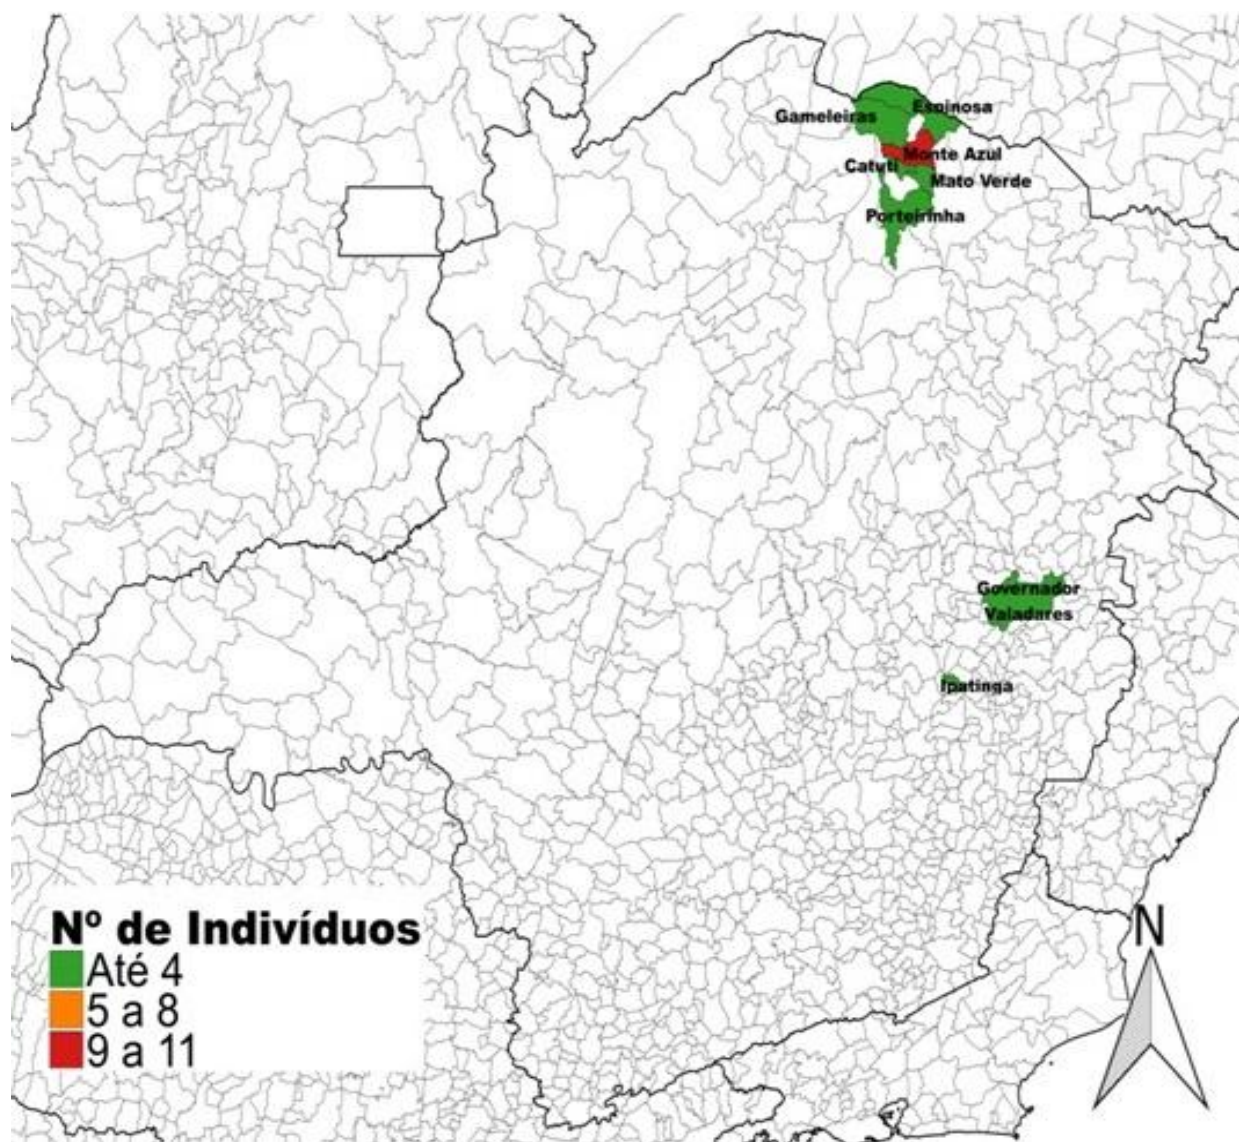 Espinosa
Gameleiras
Monte Azul
Catuti
Mato Verde
Porteirinha
Governador
Valadares
Ipatinga
Nº de Indivíduos
Até 4
5 a 8
9 a 11
N